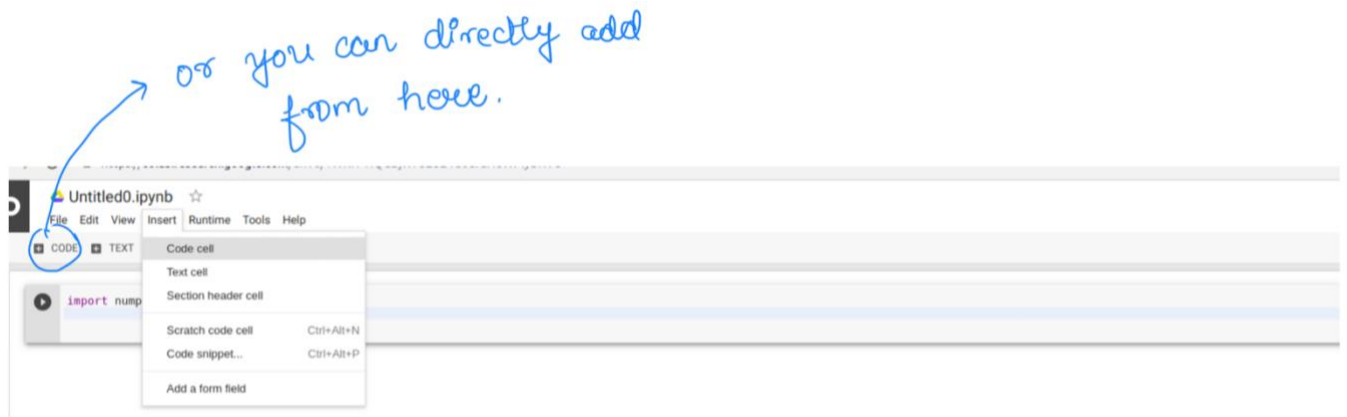 or you can directly add
from here.
Untitled0.ipynb
File Edit View Insert Runtime Tools Help
CODE TEXT
Code cell
Text cell
Section header cell
import nump
Scratch code cell Ctrl+Alt+N
Code snippet... Ctrl+Alt+P
Add a form field